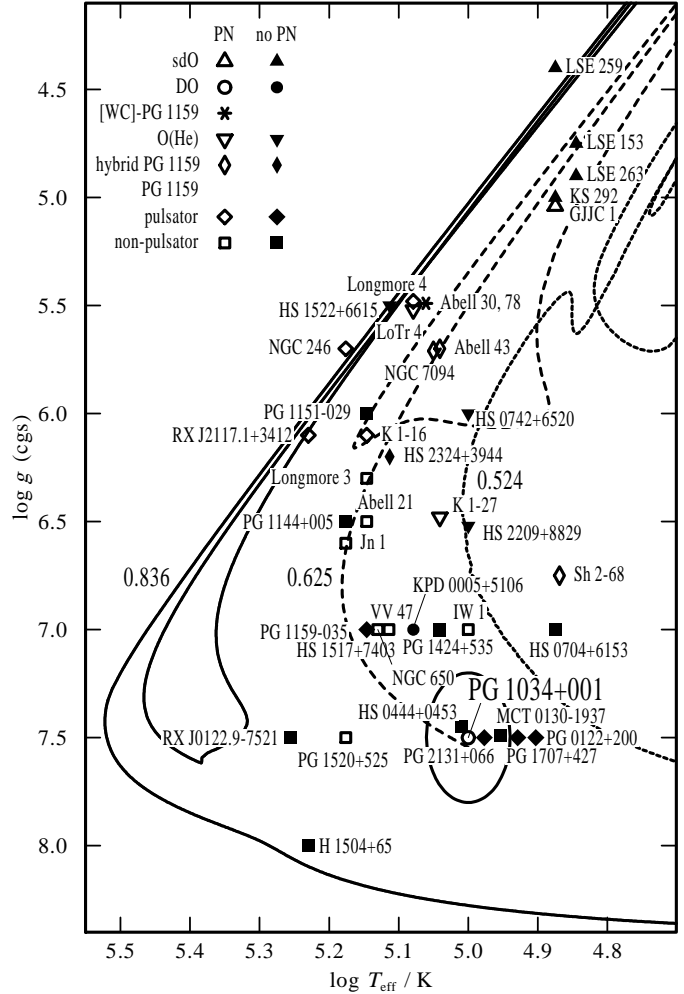 PN no PN
sdO
DO
[WC]-PG 1159
O(He)
hybrid PG 1159
PG 1159
pulsator
non-pulsator
4.5
5.0
5.5
6.0
6.5
7.0
7.5
8.0
log g (cgs)
LSE 259
LSE 153
LSE 263
KS 292
GJJC 1
Longmore 4
HS 1522+6615
Abell 30, 78
LoTr 4
NGC 246
Abell 43
NGC 7094
PG 1151-029
HS 0742+6520
RX J2117.1+3412
K 1-16
HS 2324+3944
Longmore 3
0.524
Abell 21
K 1-27
PG 1144+005
HS 2209+8829
Jn 1
0.836
0.625
KPD 0005+5106
Sh 2-68
VV 47
IW 1
PG 1159-035
PG 1424+535
HS 1517+7403
HS 0704+6153
NGC 650
PG 1034+001
HS 0444+0453
MCT 0130-1937
RX J0122.9-7521
PG 0122+200
PG 1520+525
PG 2131+066
PG 1707+427
H 1504+65
5.5 5.4 5.3 5.2 5.1 5.0 4.9 4.8
log Teff / K